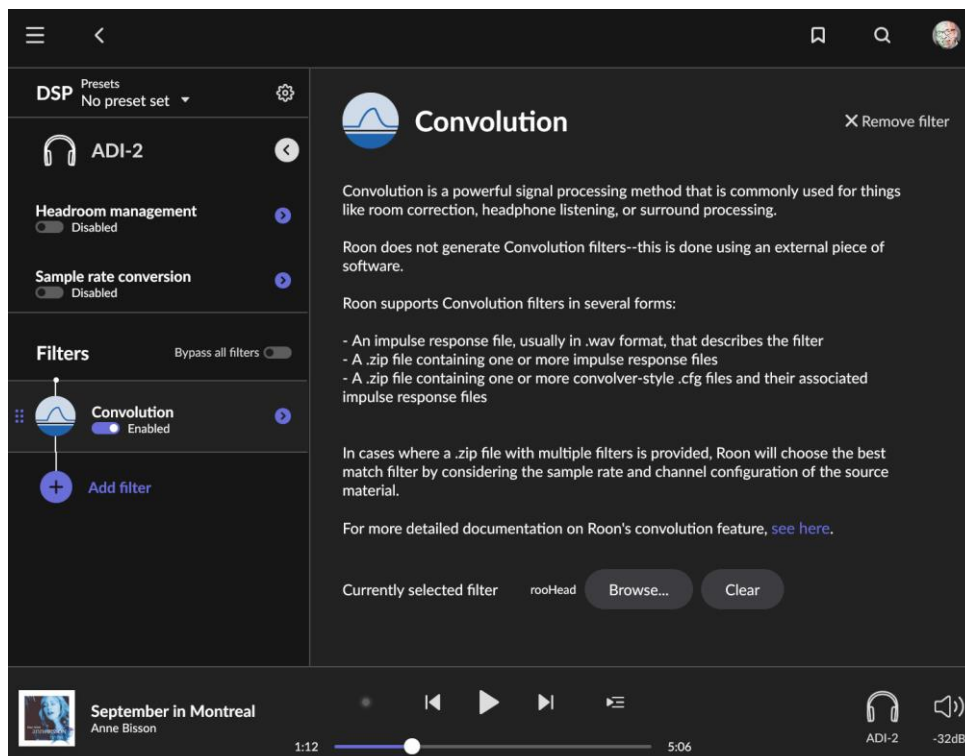 DSP
Presets
No preset set
ADI-2
Headroom management
Disabled
Sample rate conversion
Disabled
Filters
Bypass all filters
Convolution
Enabled
Add filter
Convolution
Remove filter
Convolution is a powerful signal processing method that is commonly used for things
like room correction, headphone listening, or surround processing.
Roon does not generate Convolution filters--this is done using an external piece of
software.
Roon supports Convolution filters in several forms:
- An impulse response file, usually in .wav format, that describes the filter
- A .zip file containing one or more impulse response files
- A .zip file containing one or more convolver-style .cfg files and their associated
impulse response files
In cases where a .zip file with multiple filters is provided, Roon will choose the best
match filter by considering the sample rate and channel configuration of the source
material.
For more detailed documentation on Roon's convolution feature, see here.
Currently selected filter rooHead Browse... Clear
September in Montreal
Anne Bisson
1:12
5:06
ADI-2
-32dB